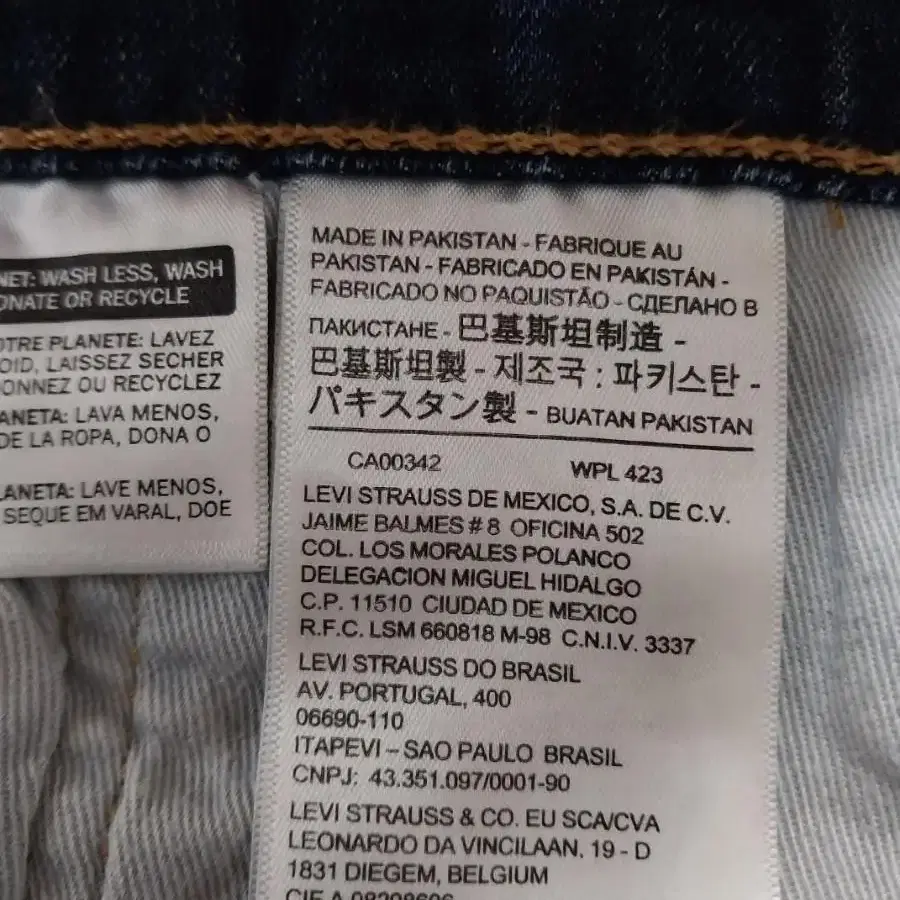 NET: WASH LESS, WASH
ONATE OR RECYCLE
OTRE PLANETE: LAVEZ
OID, LAISSEZ SECHER
ONNEZ OU RECYCLEZ
ANETA: LAVA MENOS,
DE LA ROPA, DONA O
ANETA: LAVE MENOS,
SEQUE EM VARAL, DOE
MADE IN PAKISTAN - FABRIQUE AU
PAKISTAN - FABRICADO EN PAKISTÁN -
FABRICADO NO PAQUISTÃO - СДЕЛАНО В
ПАКИСТАНЕ - 巴基斯坦制造 -
巴基斯坦製 - 제조국 : 파키스탄 -
パキスタン製 - BUATAN PAKISTAN
CA00342 WPL 423
LEVI STRAUSS DE MEXICO, S.A. DE C.V.
JAIME BALMES # 8 OFICINA 502
COL. LOS MORALES POLANCO
DELEGACION MIGUEL HIDALGO
C.P. 11510 CIUDAD DE MEXICO
R.F.C. LSM 660818 M-98 C.N.I.V. 3337
LEVI STRAUSS DO BRASIL
AV. PORTUGAL, 400
06690-110
ITAPEVI – SAO PAULO BRASIL
CNPJ: 43.351.097/0001-90
LEVI STRAUSS & CO. EU SCA/CVA
LEONARDO DA VINCILAAN. 19 - D
1831 DIEGEM, BELGIUM